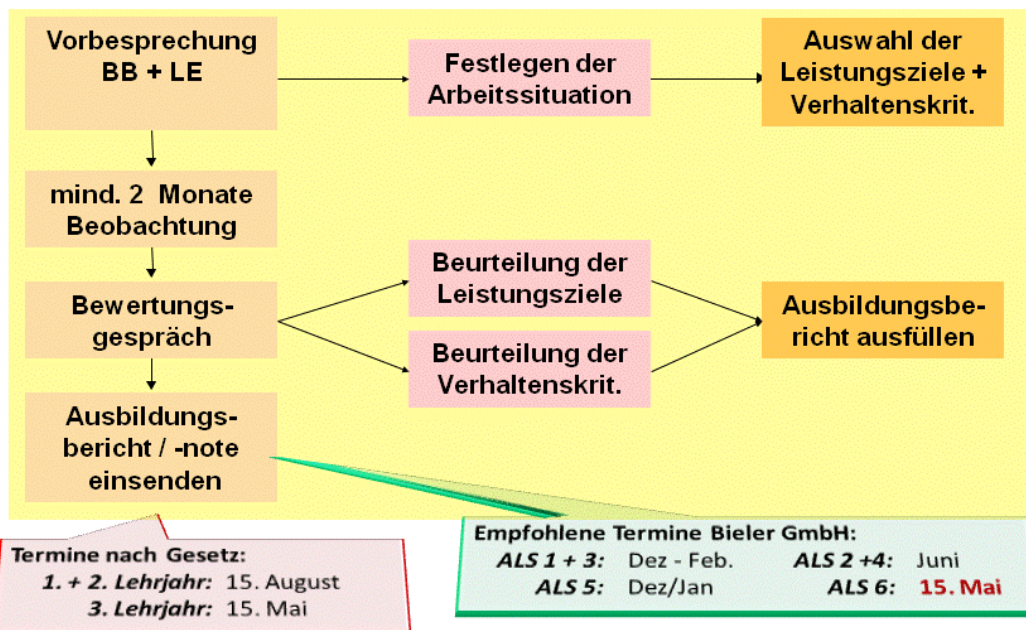 Vorbesprechung
BB + LE
Festlegen der
Arbeitssituation
Auswahl der
Leistungsziele +
Verhaltenskrit.
mind. 2 Monate
Beobachtung
Bewertungs-
gespräch
Beurteilung der
Leistungsziele
Beurteilung der
Verhaltenskrit.
Ausbildungsbe-
richt ausfüllen
Ausbildungs-
bericht / -note
einsenden
Termine nach Gesetz:
1. + 2. Lehrjahr: 15. August
3. Lehrjahr: 15. Mai
Empfohlene Termine Bieler GmbH:
ALS 1 + 3: Dez - Feb. ALS 2 +4: Juni
ALS 5: Dez/Jan ALS 6: 15. Mai